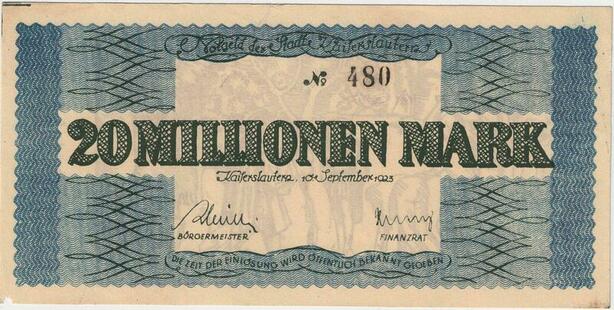 Notgeld der Stadt Kaiserslautern
№ 480
20 MILLIONEN MARK
Kaiserslautern, 10. September 1923
BÜRGERMEISTER FINANZRAT
DIE ZEIT DER EINLÖSUNG WIRD ÖFFENTLICH BEKANNT GEGEBEN